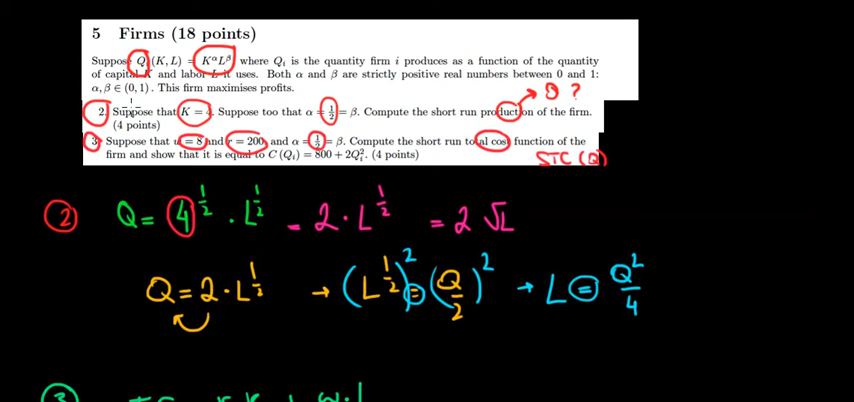 5 Firms (18 points)
Suppose Q_i(K, L) = K^α L^β where Q_i is the quantity firm i produces as a function of the quantity
of capital K and labor L it uses. Both α and β are strictly positive real numbers between 0 and 1:
α, β ∈ (0, 1). This firm maximises profits.
Q ?
2. Suppose that K = 4. Suppose too that α = 1/2 = β. Compute the short run production of the firm.
(4 points)
3. Suppose that w = 8 and r = 200, and α = 1/2 = β. Compute the short run total cost function of the
firm and show that it is equal to C(Q_i) = 800 + 2Q_i^2. (4 points)
STC (Q)
② Q = 4^{1/2} · L^{1/2} = 2 · L^{1/2} = 2 √L
Q = 2 · L^{1/2} → (L^{1/2})^2 = (Q/2)^2 → L = Q^2/4
③